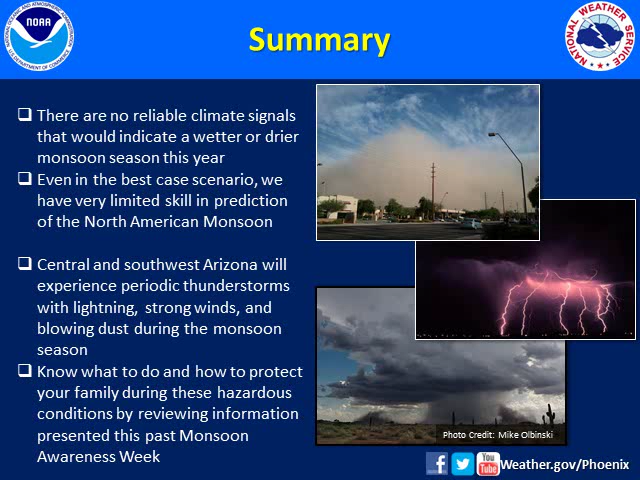 NOAA
NATIONAL OCEANIC AND ATMOSPHERIC ADMINISTRATION
U.S. DEPARTMENT OF COMMERCE
Summary
NATIONAL WEATHER SERVICE
There are no reliable climate signals
that would indicate a wetter or drier
monsoon season this year
Even in the best case scenario, we
have very limited skill in prediction
of the North American Monsoon
Central and southwest Arizona will
experience periodic thunderstorms
with lightning, strong winds, and
blowing dust during the monsoon
season
Know what to do and how to protect
your family during these hazardous
conditions by reviewing information
presented this past Monsoon
Awareness Week
Photo Credit: Mike Olbinski
You
Tube
Weather.gov/Phoenix